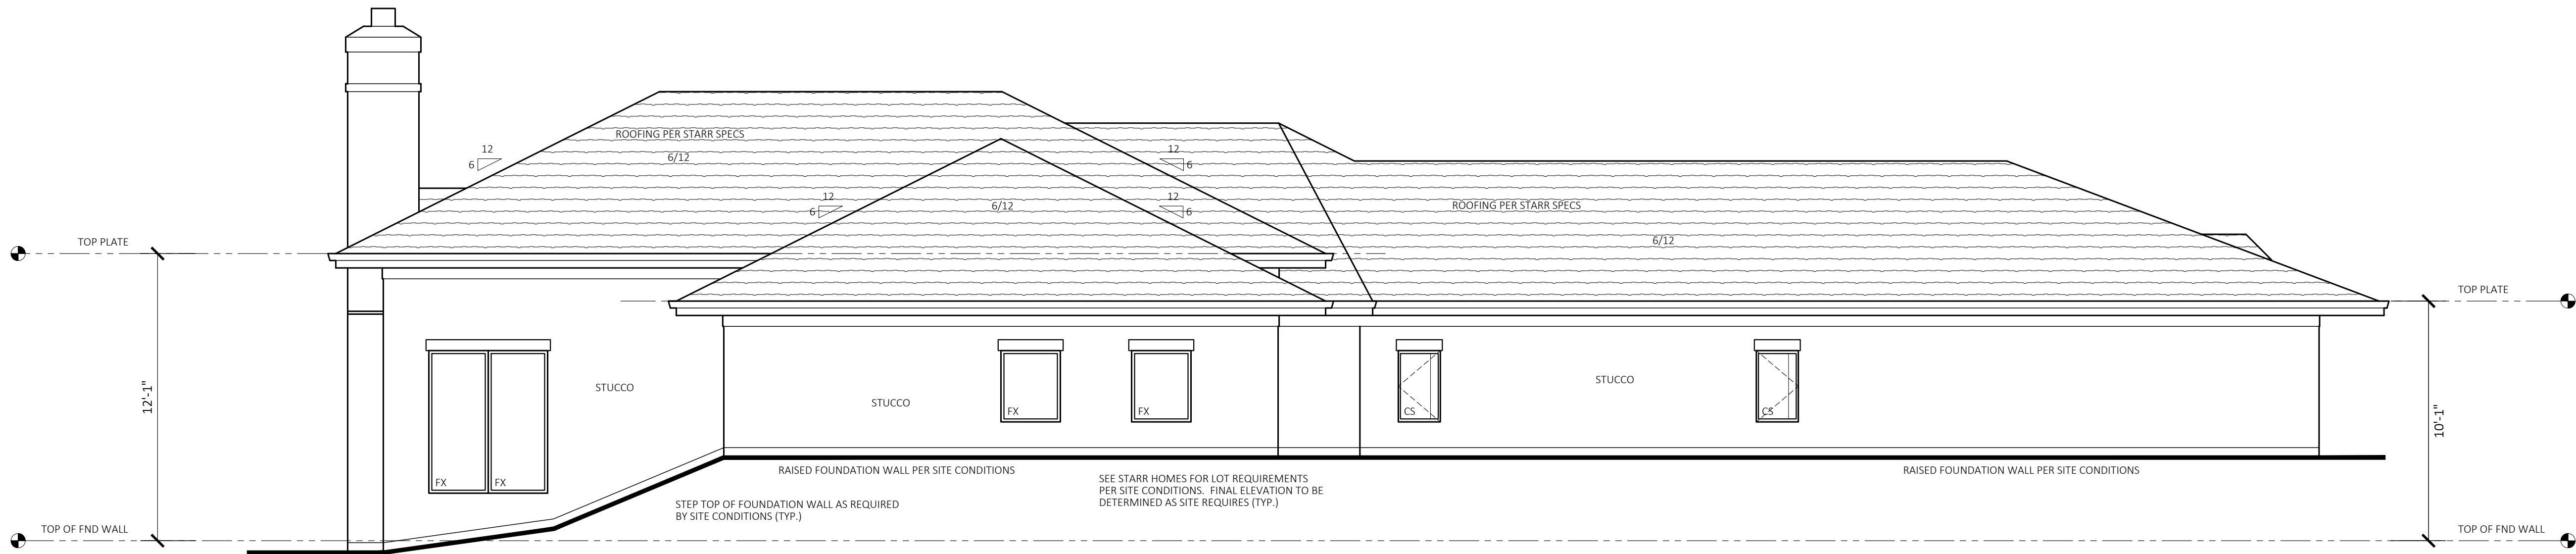 ROOFING PER STARR SPECS
6/12
12
6
12
6
12
6
12
6
6/12
ROOFING PER STARR SPECS
6/12
TOP PLATE
TOP PLATE
12'-1"
10'-1"
STUCCO
STUCCO
STUCCO
FX
FX
CS
CS
FX
FX
RAISED FOUNDATION WALL PER SITE CONDITIONS
SEE STARR HOMES FOR LOT REQUIREMENTS
PER SITE CONDITIONS. FINAL ELEVATION TO BE
DETERMINED AS SITE REQUIRES (TYP.)
RAISED FOUNDATION WALL PER SITE CONDITIONS
STEP TOP OF FOUNDATION WALL AS REQUIRED
BY SITE CONDITIONS (TYP.)
TOP OF FND WALL
TOP OF FND WALL